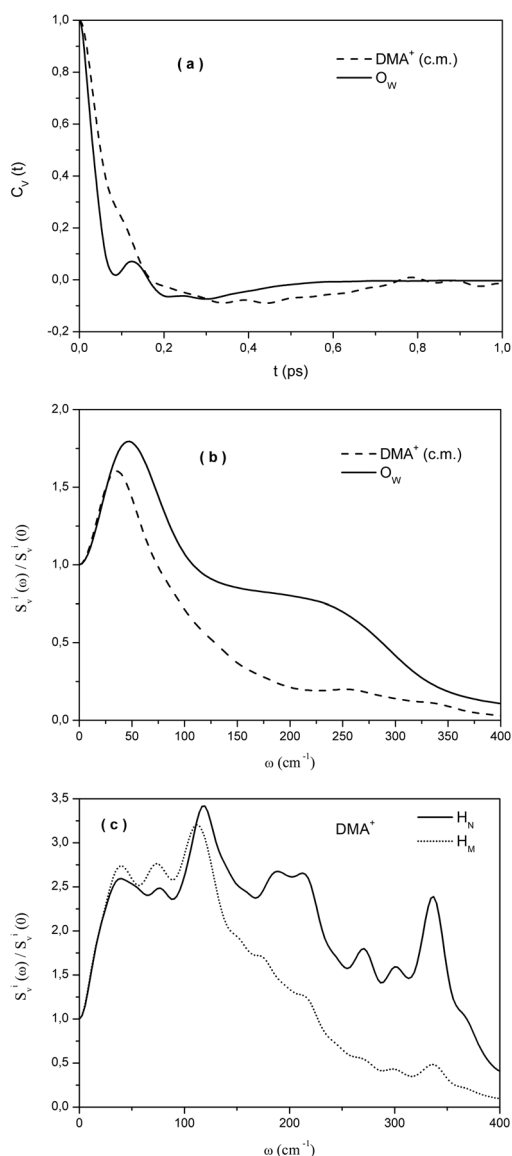 1,0
0,8
0,6
0,4
0,2
0,0
-0,2
C_V (t)
( a )
DMA⁺ (c.m.)
O_W
0,0 0,2 0,4 0,6 0,8 1,0
t (ps)
2,0
1,5
1,0
0,5
0,0
S_v^i (ω) / S_v^i (0)
( b )
DMA⁺ (c.m.)
O_W
0 50 100 150 200 250 300 350 400
ω (cm⁻¹)
3,5
3,0
2,5
2,0
1,5
1,0
0,5
0,0
S_v^i (ω) / S_v^i (0)
( c )
DMA⁺
H_N
H_M
0 100 200 300 400
ω (cm⁻¹)